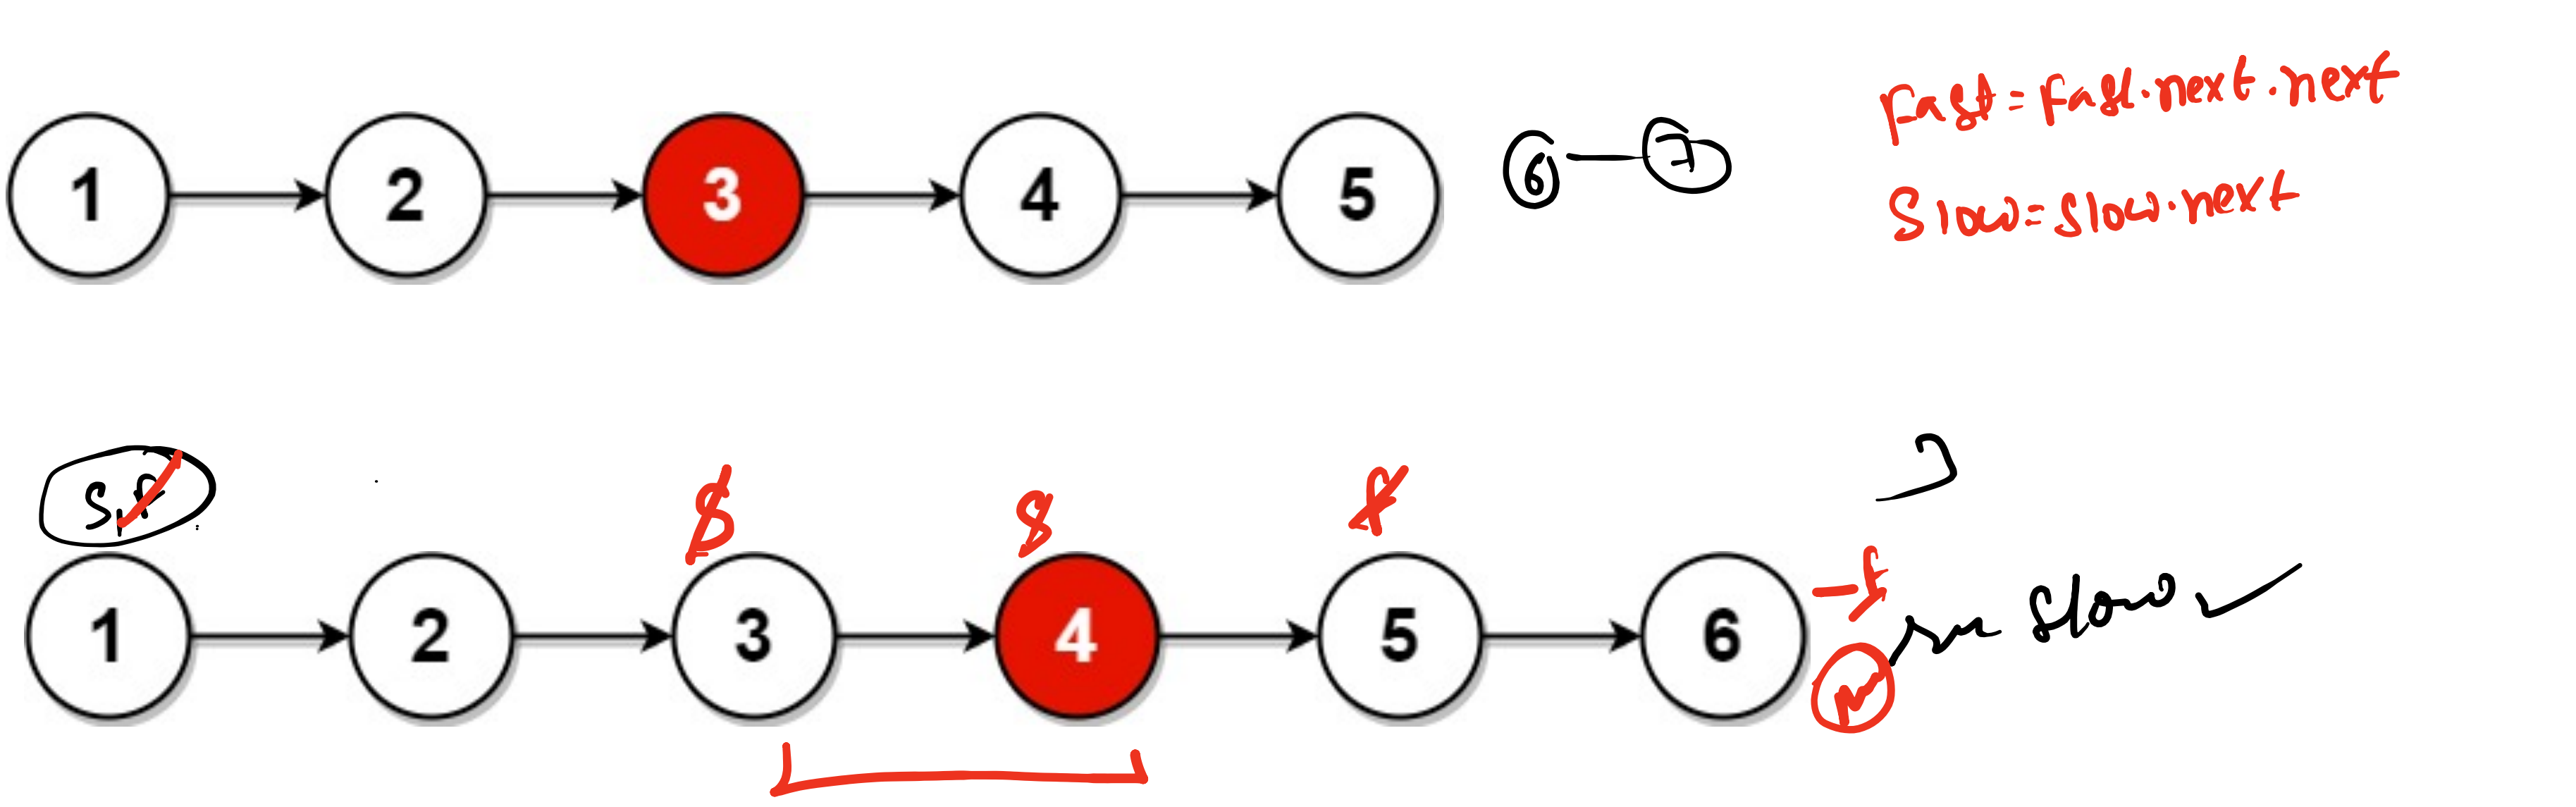 Fast = Fast.next.next
1 2 3 4 5 6 7
Slow = Slow.next
S, f S S f
f
1 2 3 4 5 6
Slow